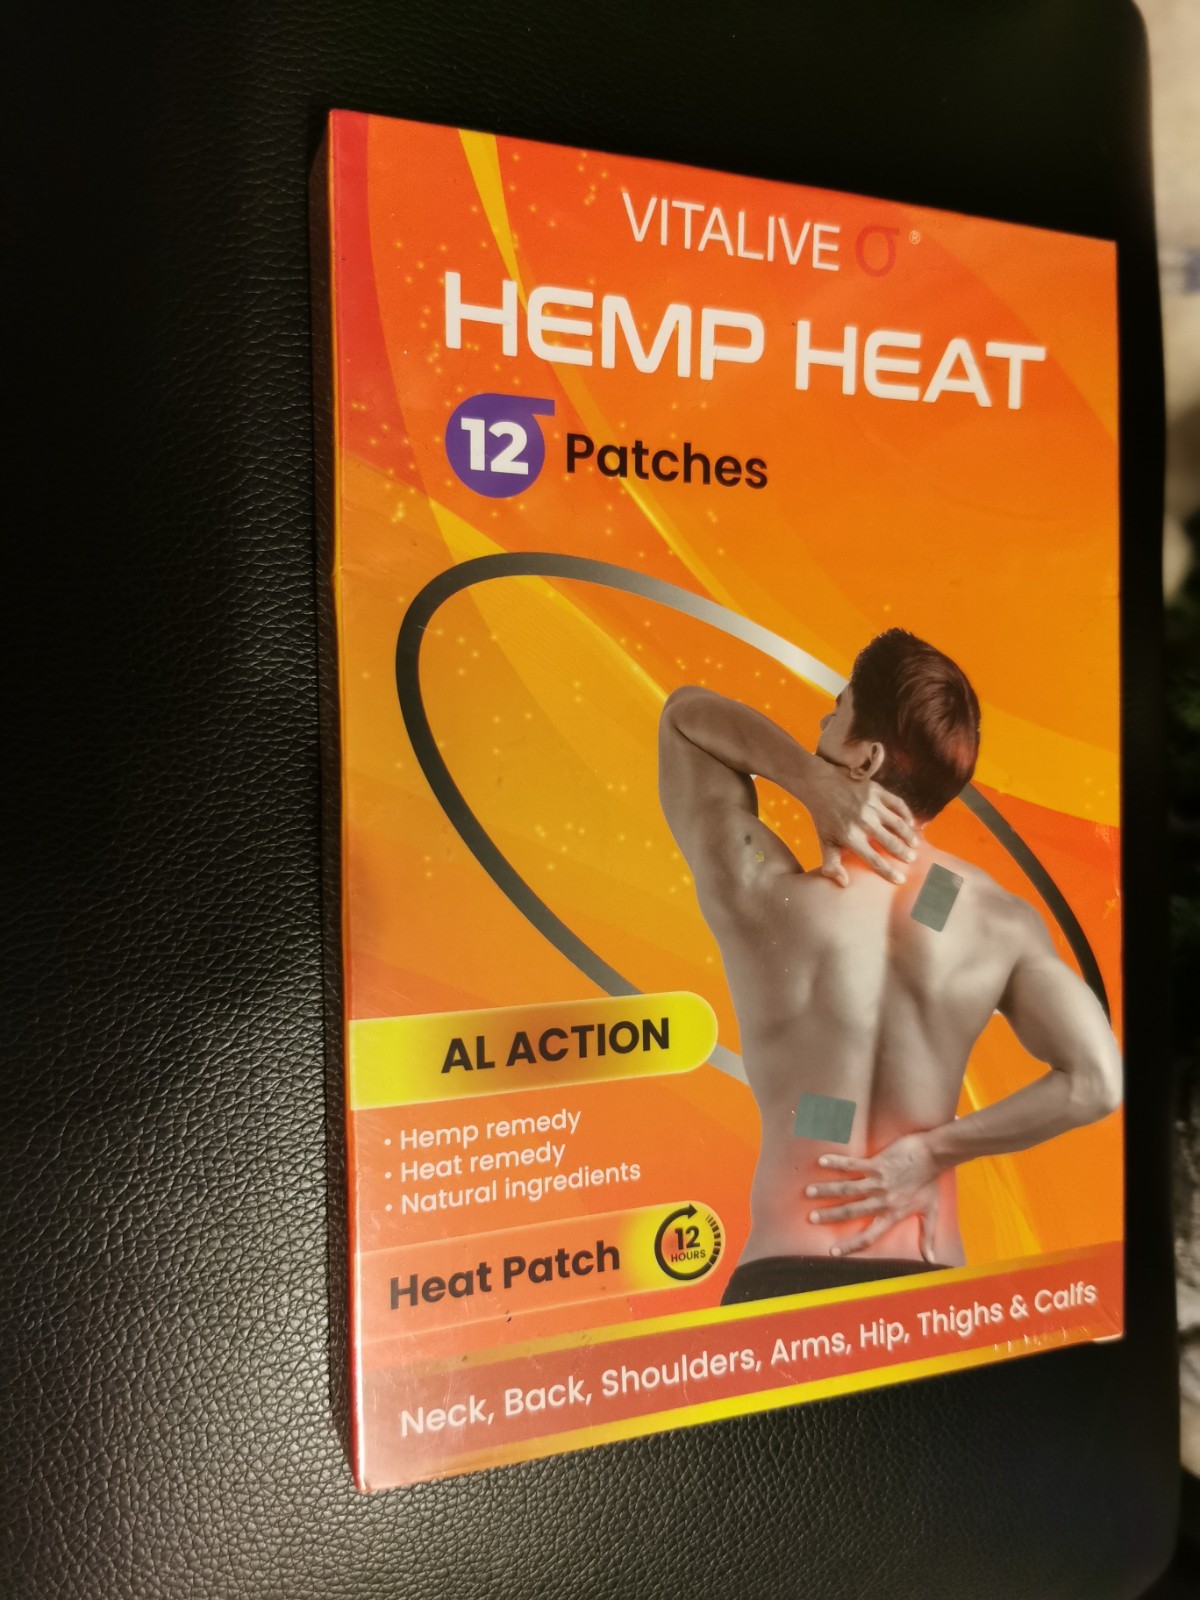 VITALIVE ®
HEMP HEAT
12 Patches
AL ACTION
• Hemp remedy
• Heat remedy
• Natural ingredients
Heat Patch
12
HOURS
Neck, Back, Shoulders, Arms, Hip, Thighs & Calfs